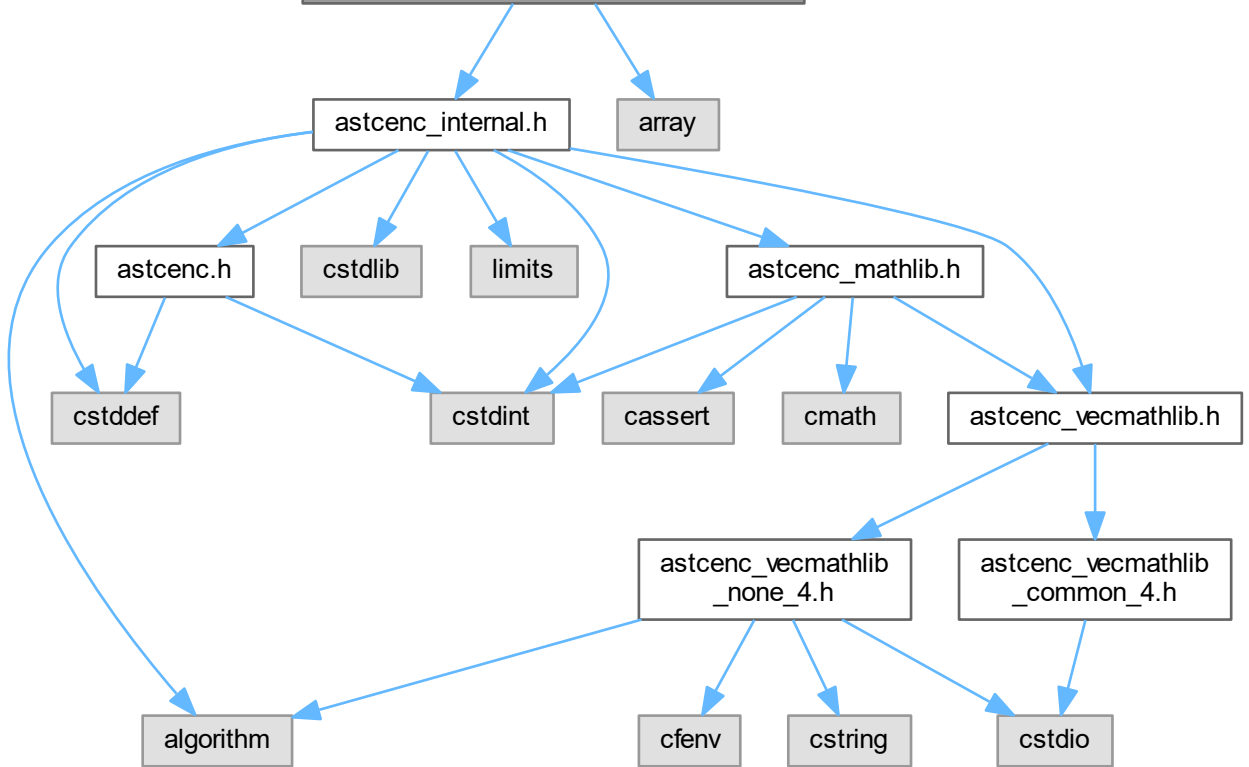 astcenc_internal.h
array
astcenc.h
cstdlib
limits
astcenc_mathlib.h
cstddef
cstdint
cassert
cmath
astcenc_vecmathlib.h
astcenc_vecmathlib
_none_4.h
astcenc_vecmathlib
_common_4.h
algorithm
cfenv
cstring
cstdio